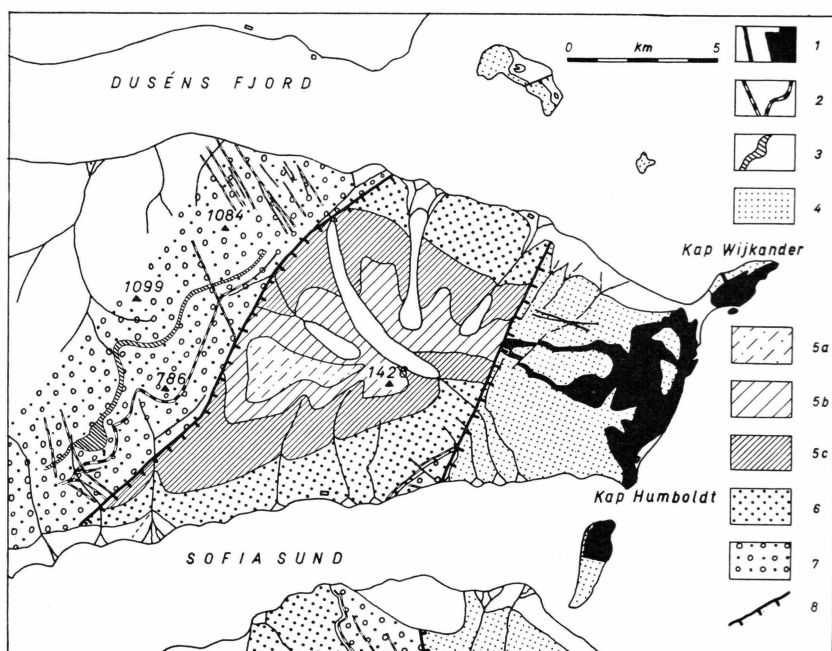 DUSÉNS FJORD
0 km 5
1
2
3
4
1084
Kap Wijkander
1099
5a
786
1428
5b
5c
Kap Humboldt
6
SOFIA SUND
7
8